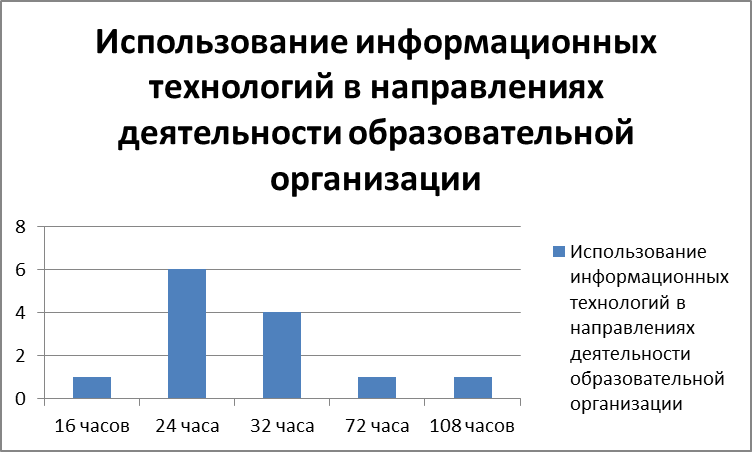 Использование информационных
технологий в направлениях
деятельности образовательной
организации
8
6
4
2
0
16 часов
24 часа
32 часа
72 часа
108 часов
Использование
информационных
технологий в
направлениях
деятельности
образовательной
организации